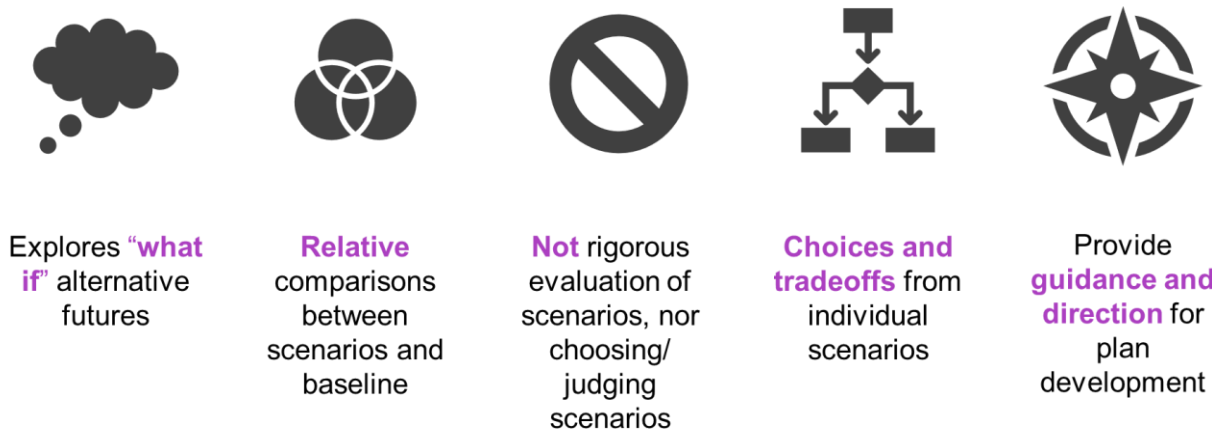 Explores “what
if” alternative
futures
Relative
comparisons
between
scenarios and
baseline
Not rigorous
evaluation of
scenarios, nor
choosing/
judging
scenarios
Choices and
tradeoffs from
individual
scenarios
Provide
guidance and
direction for
plan
development